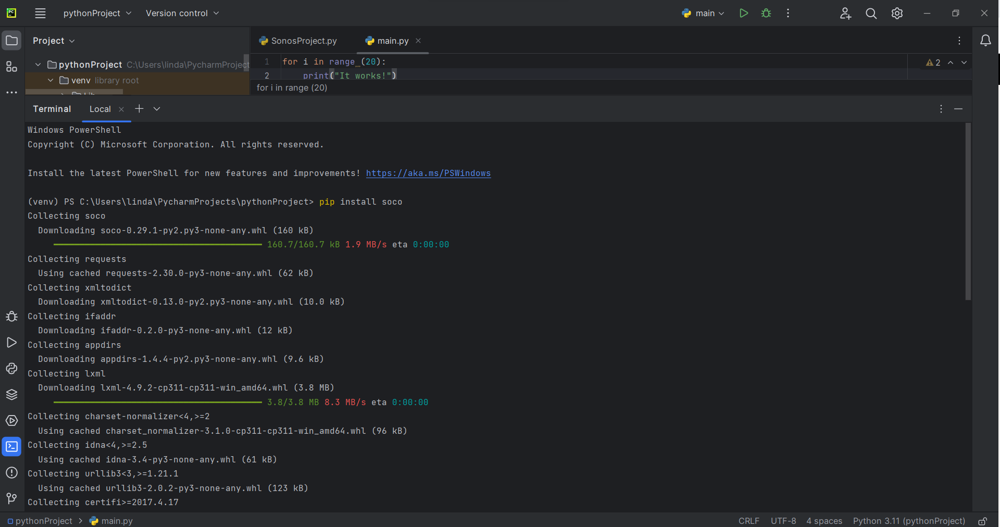 PC
pythonProject
Version control
main
Project
SonosProject.py
main.py
pythonProject C:\Users\linda\PycharmProject
venv library root
Lib
1 for i in range (20):
2 print("It works!")
2
for i in range (20)
Terminal
Local
Windows PowerShell
Copyright (C) Microsoft Corporation. All rights reserved.
Install the latest PowerShell for new features and improvements! https://aka.ms/PSWindows
(venv) PS C:\Users\linda\PycharmProjects\pythonProject> pip install soco
Collecting soco
Downloading soco-0.29.1-py2.py3-none-any.whl (160 kB)
160.7/160.7 kB 1.9 MB/s eta 0:00:00
Collecting requests
Using cached requests-2.30.0-py3-none-any.whl (62 kB)
Collecting xmltodict
Downloading xmltodict-0.13.0-py2.py3-none-any.whl (10.0 kB)
Collecting ifaddr
Downloading ifaddr-0.2.0-py3-none-any.whl (12 kB)
Collecting appdirs
Downloading appdirs-1.4.4-py2.py3-none-any.whl (9.6 kB)
Collecting lxml
Downloading lxml-4.9.2-cp311-cp311-win_amd64.whl (3.8 MB)
3.8/3.8 MB 8.3 MB/s eta 0:00:00
Collecting charset-normalizer<4,>=2
Using cached charset_normalizer-3.1.0-cp311-cp311-win_amd64.whl (96 kB)
Collecting idna<4,>=2.5
Using cached idna-3.4-py3-none-any.whl (61 kB)
Collecting urllib3<3,>=1.21.1
Using cached urllib3-2.0.2-py3-none-any.whl (123 kB)
Collecting certifi>=2017.4.17
pythonProject > main.py
CRLF UTF-8 4 spaces Python 3.11 (pythonProject)